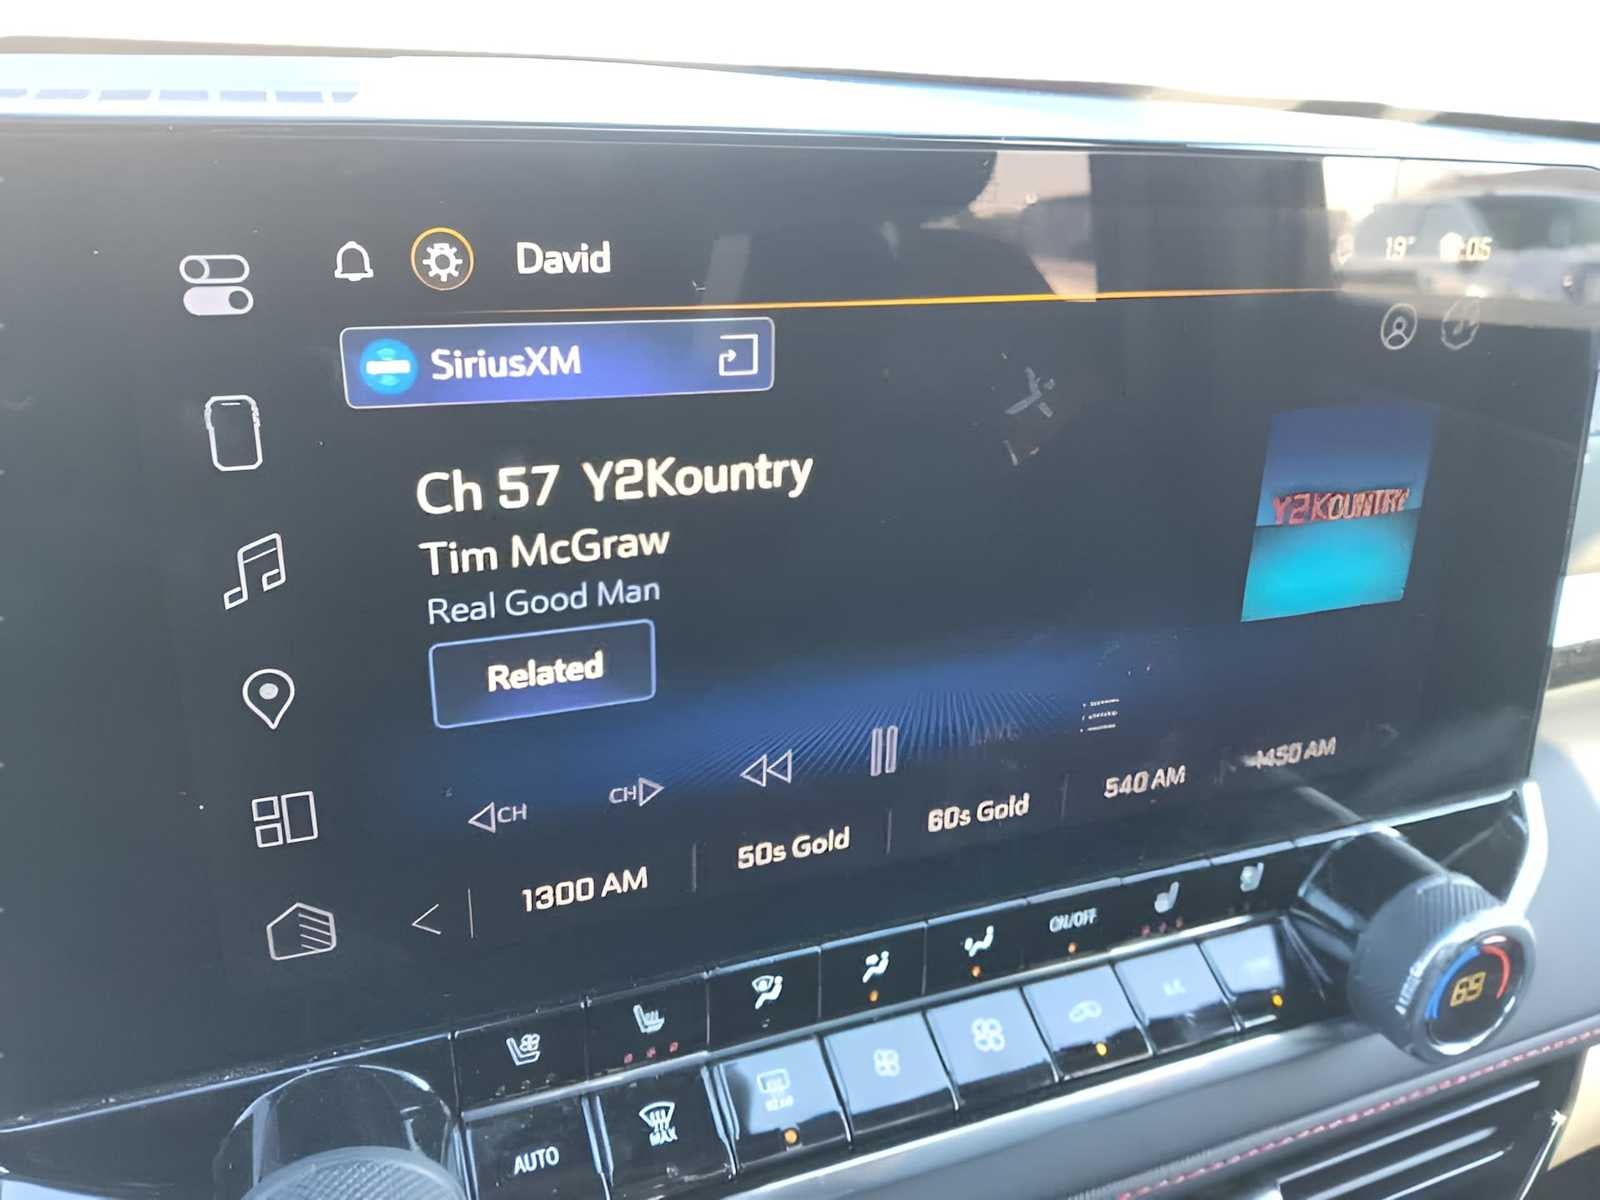 David
19°
SiriusXM
Ch 57 Y2Kountry
Tim McGraw
Real Good Man
Related
Y2KOUNTRY
CH
CH
1300 AM
50s Gold
60s Gold
540 AM
1450 AM
ON/OFF
AUTO
MAX
69